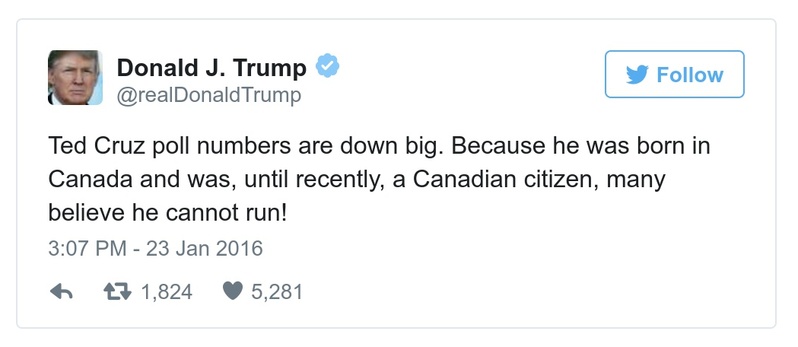 Donald J. Trump
@realDonaldTrump
Follow
Ted Cruz poll numbers are down big. Because he was born in
Canada and was, until recently, a Canadian citizen, many
believe he cannot run!
3:07 PM - 23 Jan 2016
1,824 5,281